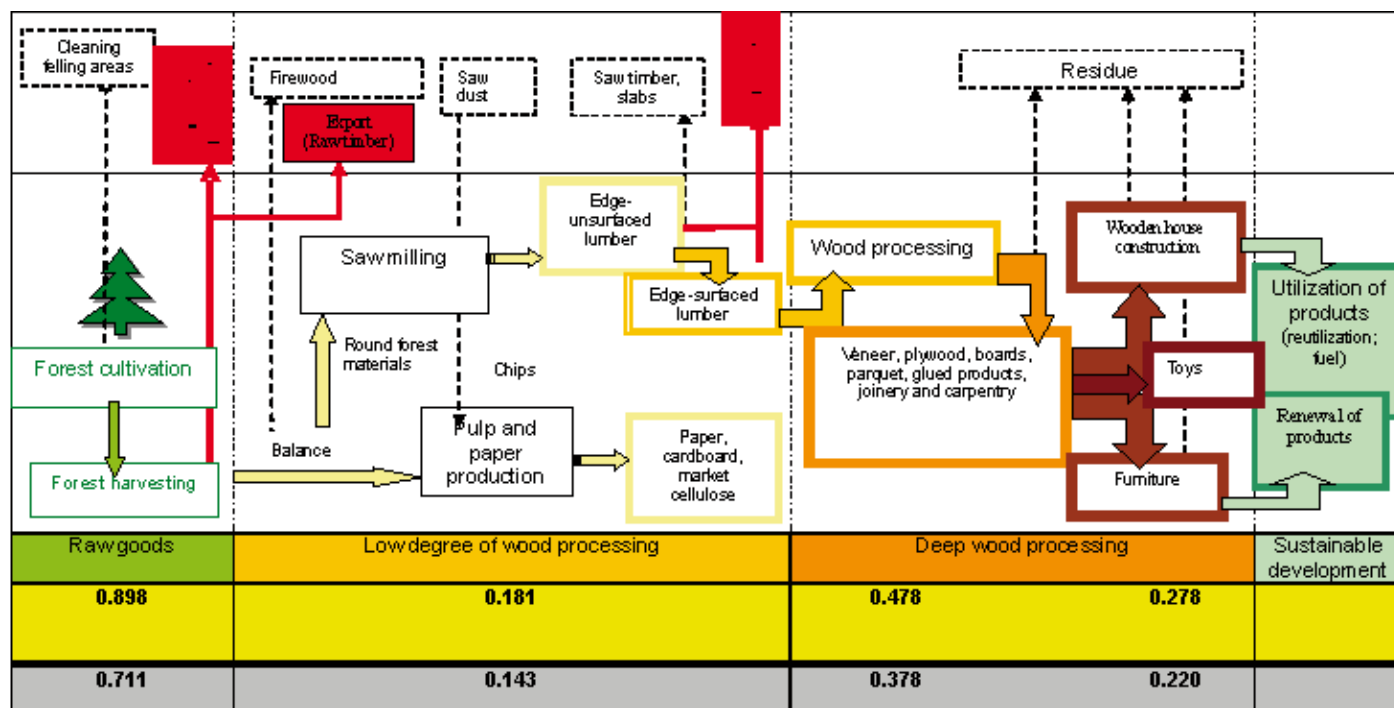 Cleaning
felling areas
Firewood
Export
(Raw timber)
Saw
dust
Saw timber,
slabs
Residue
Edge-
unsurfaced
lumber
Sawmilling
Wood processing
Wooden house
construction
Edge-surfaced
lumber
Utilization of
products
(reutilization;
fuel)
Round forest
materials
Chips
Forest cultivation
Veneer, plywood, boards,
parquet, glued products,
joinery and carpentry
Toys
Balance
Pulp and
paper
production
Paper,
cardboard,
market
cellulose
Renewal of
products
Forest harvesting
Furniture
Raw goods
Low degree of wood processing
Deep wood processing
Sustainable
development
0.898 0.181 0.478 0.278
0.711 0.143 0.378 0.220